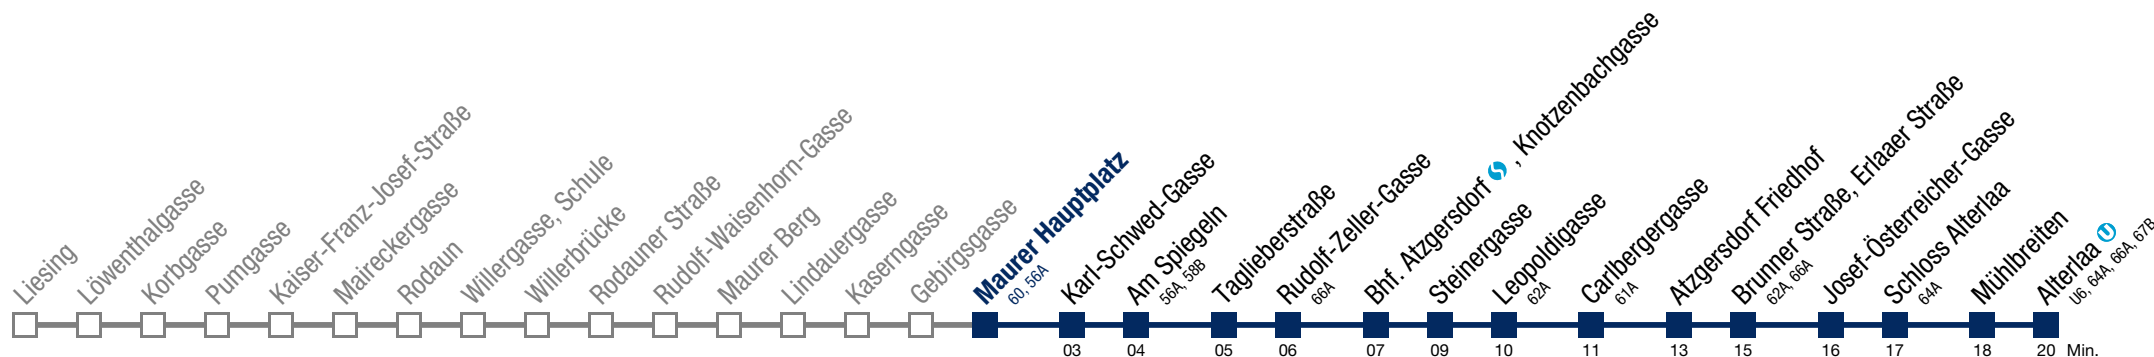 Liesing
Löwenthalgasse
Korbgasse
Pumgasse
Kaiser-Franz-Josef-Straße
Maireckergasse
Rodaun
Willergasse, Schule
Willerbrücke
Rodauner Straße
Rudolf-Waisenhorn-Gasse
Maurer Berg
Lindauergasse
Kaserngasse
Gebirgsgasse
Maurer Hauptplatz
60, 56A
Karl-Schwed-Gasse
Am Spiegeln
56A, 58B
Taglieberstraße
Rudolf-Zeller-Gasse
66A
Bhf. Atzgersdorf S, Knotzenbachgasse
Steinergasse
Leopoldigasse
62A
Carlbergergasse
61A
Atzgersdorf Friedhof
Brunner Straße, Erlaaer Straße
62A, 66A
Josef-Österreicher-Gasse
Schloss Alterlaa
64A
Mühlbreiten
Alterlaa U
U6, 64A, 66A, 67B
03 04 05 06 07 09 10 11 13 15 16 17 18 20 Min.